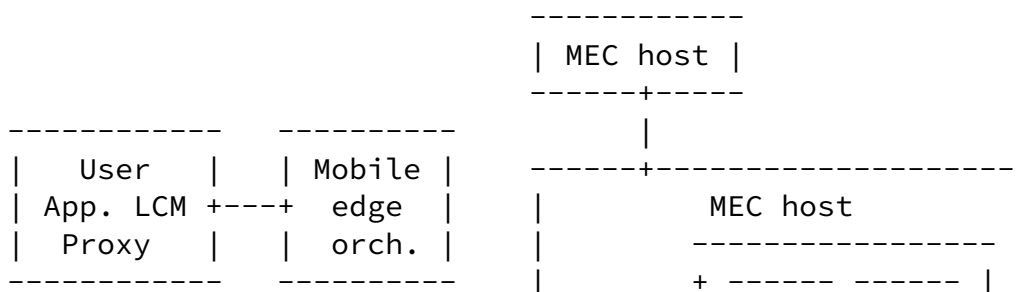 ------------
                             | MEC host |
                             ------+-----
------------   ----------          |
|   User   |   | Mobile |    ------+--------------------
| App. LCM +---+  edge  |    |         MEC host
|  Proxy   |   |  orch. |    |        -----------------
------------   ----------    |        + ------ ------ |